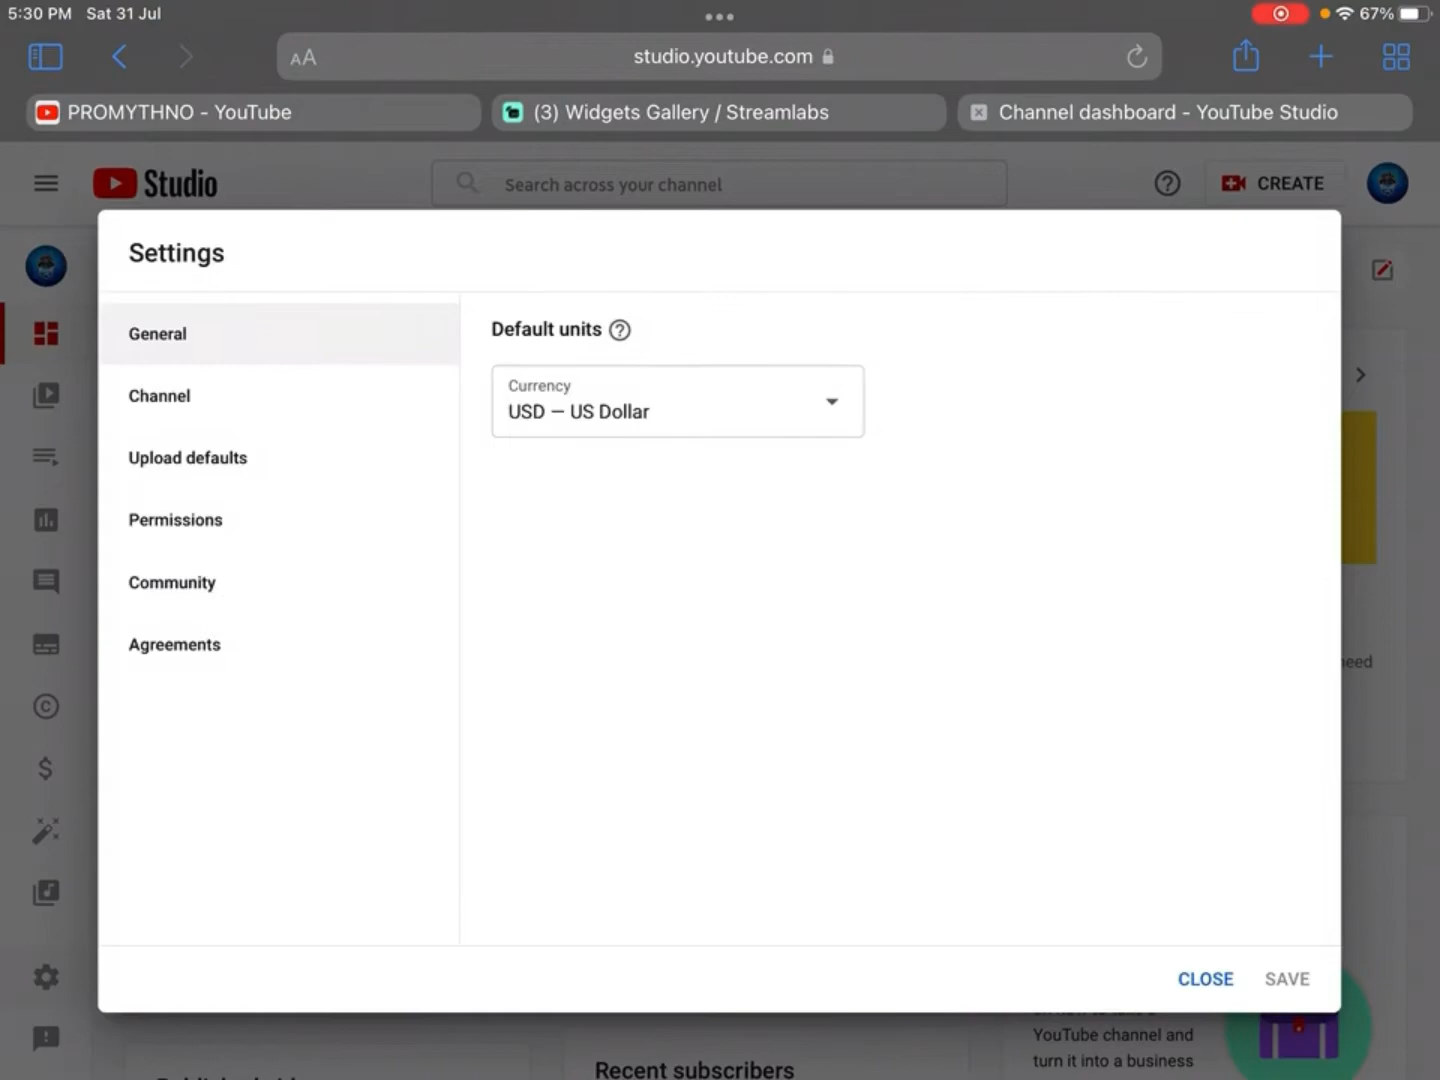 5:30 PM Sat 31 Jul
67%
AA
studio.youtube.com
PROMYTHNO - YouTube
(3) Widgets Gallery / Streamlabs
Channel dashboard - YouTube Studio
Studio
Search across your channel
CREATE
Settings
General
Default units
Currency
USD — US Dollar
Channel
Upload defaults
Permissions
Community
Agreements
CLOSE
SAVE
YouTube channel and
turn it into a business
Recent subscribers